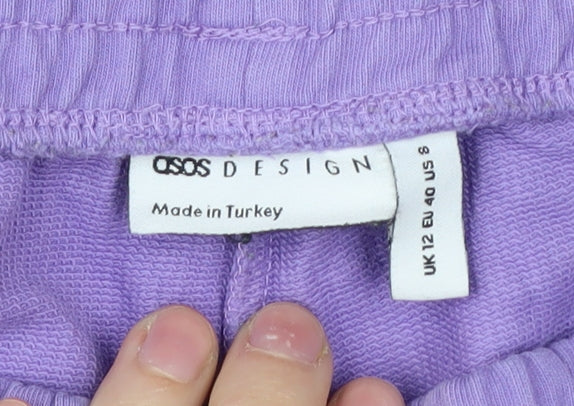 asos DESIGN
Made in Turkey
UK 12 EU 40 US 8